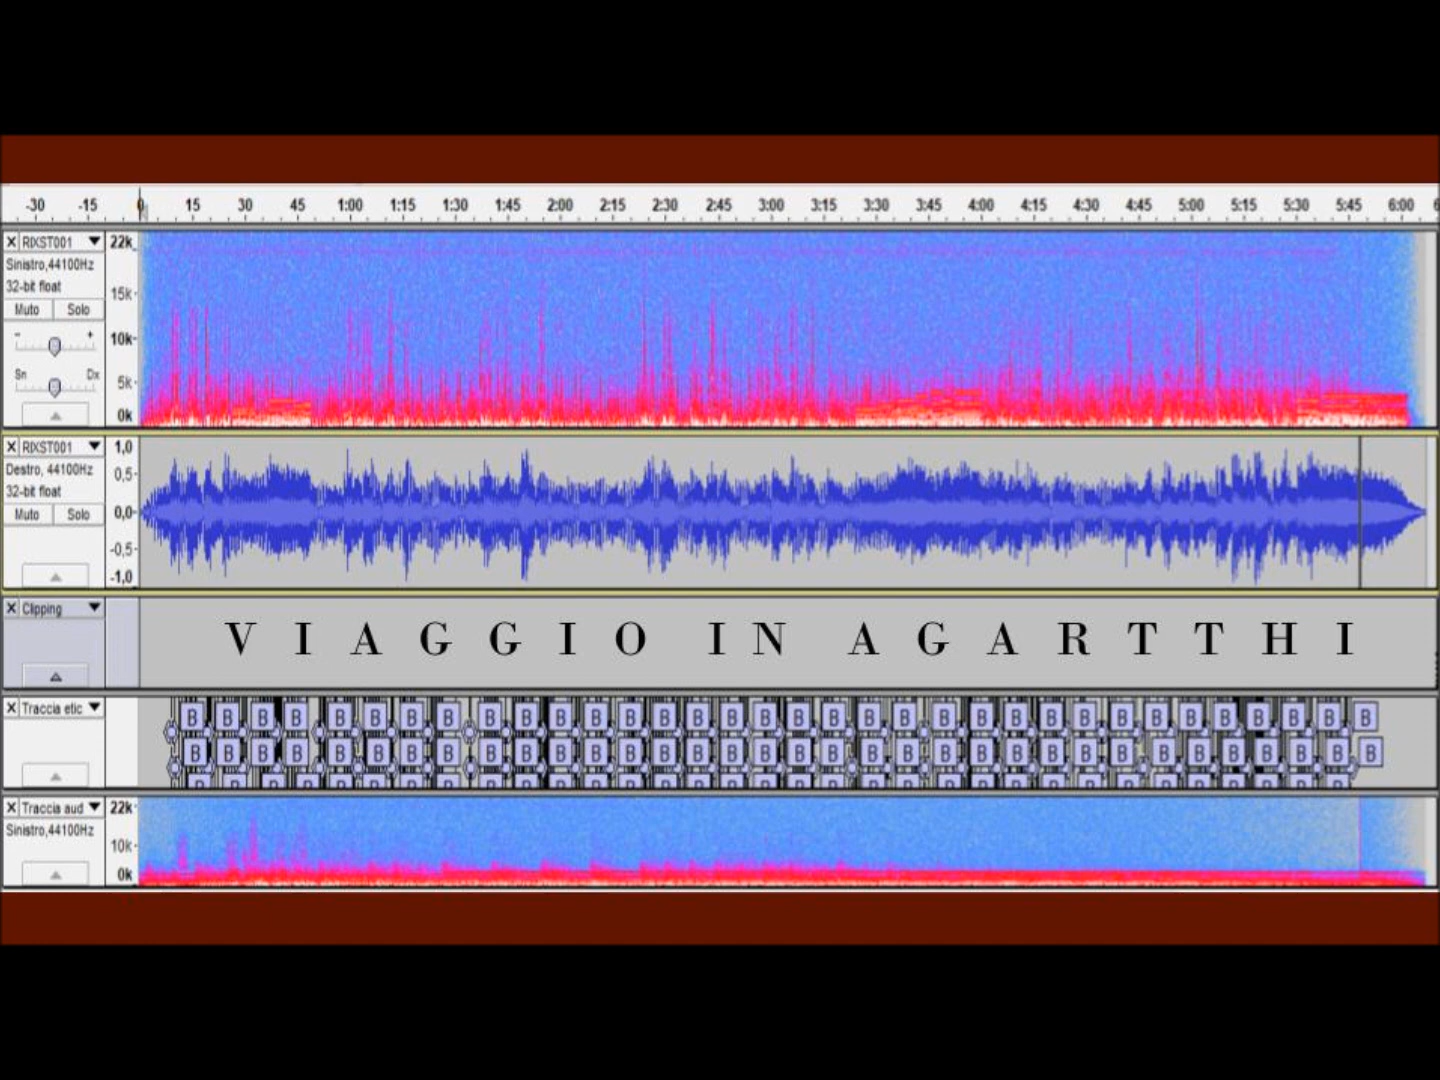 -30 -15 0 15 30 45 1:00 1:15 1:30 1:45 2:00 2:15 2:30 2:45 3:00 3:15 3:30 3:45 4:00 4:15 4:30 4:45 5:00 5:15 5:30 5:45 6:00
X RIXST001 ▼ 22k
Sinistro,44100Hz
32-bit float
15k
Muto Solo
10k
- +
Sn Dx
5k
0k
X RIXST001 ▼ 1,0
Destro, 44100Hz
0,5
32-bit float
Muto Solo
0,0
-0,5
-1,0
X Clipping ▼
VIAGGIO IN AGARTTHI
X Traccia etic ▼
B B B B B B B B B B B B B B B B B B B B B B B B B B B B B B B B B B
B B B B B B B B B B B B B B B B B B B B B B B B B B B B B B B B B B
X Traccia aud ▼ 22k
Sinistro,44100Hz
10k
0k